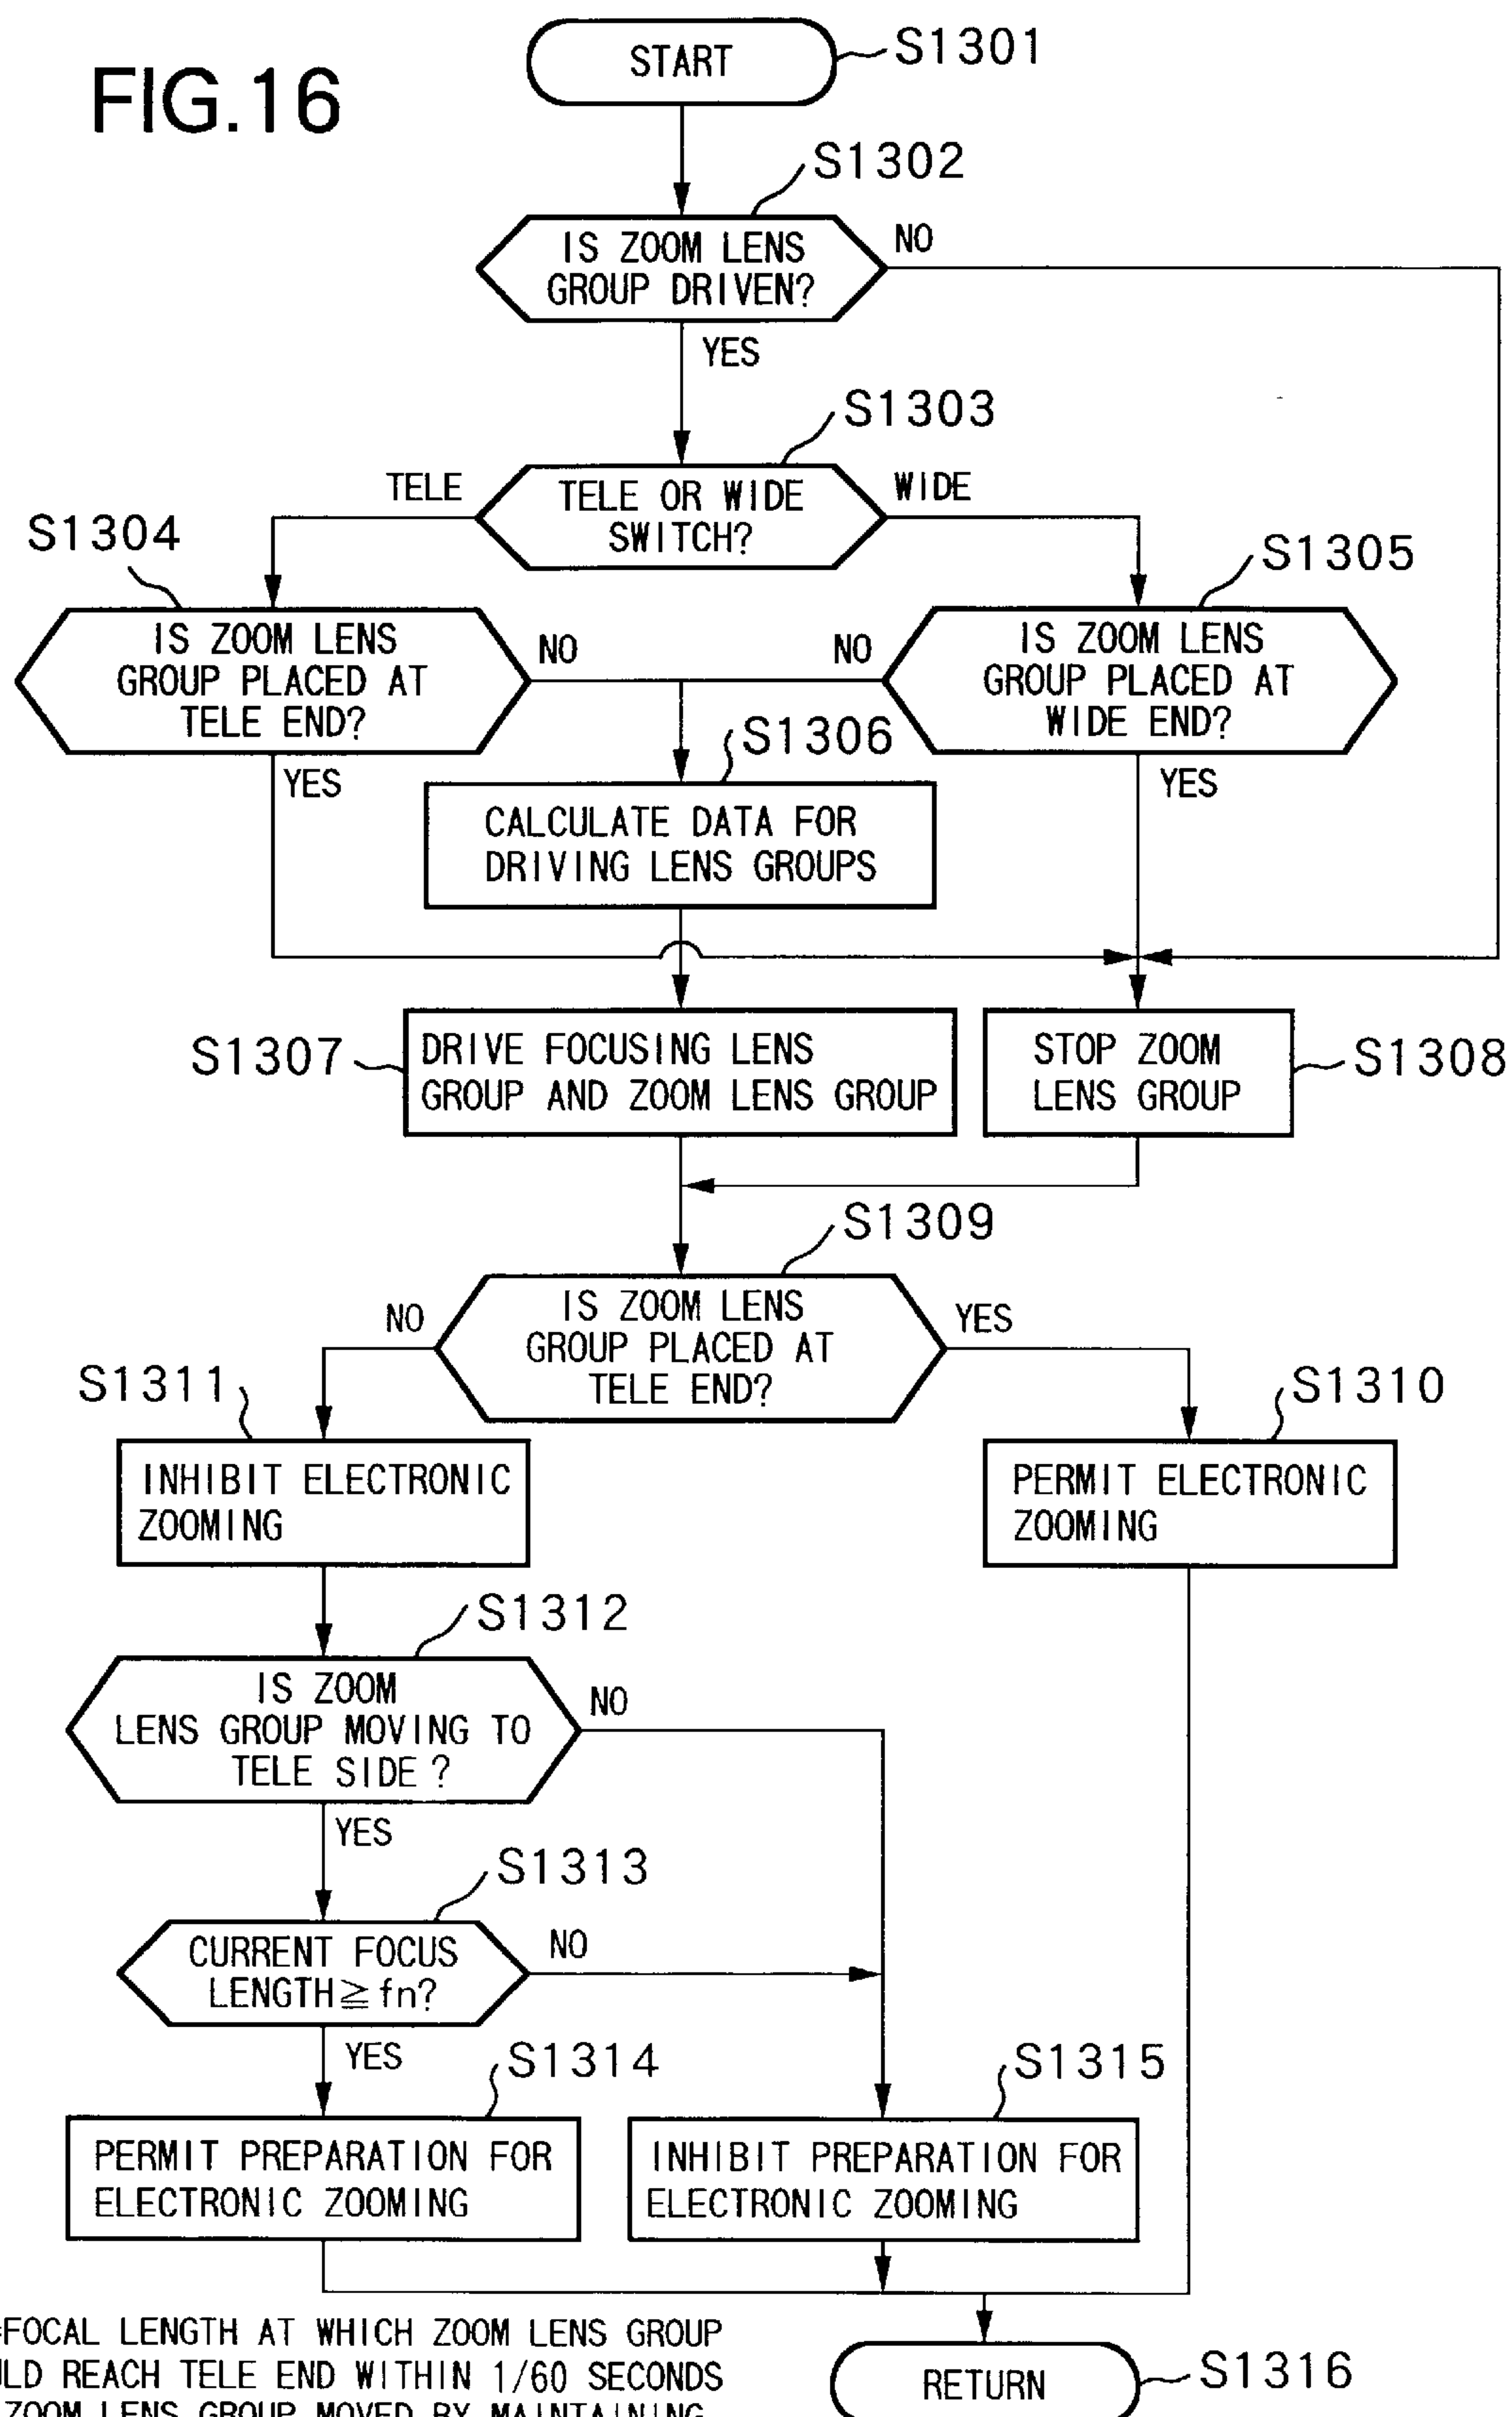 FIG.16
START
S1301
S1302
IS ZOOM LENS
GROUP DRIVEN?
NO
YES
S1303
TELE
TELE OR WIDE
SWITCH?
WIDE
S1304
S1305
IS ZOOM LENS
GROUP PLACED AT
TELE END?
NO
NO
IS ZOOM LENS
GROUP PLACED AT
WIDE END?
YES
S1306
YES
CALCULATE DATA FOR
DRIVING LENS GROUPS
S1307
DRIVE FOCUSING LENS
GROUP AND ZOOM LENS GROUP
STOP ZOOM
LENS GROUP
S1308
S1309
NO
IS ZOOM LENS
GROUP PLACED AT
TELE END?
YES
S1311
S1310
INHIBIT ELECTRONIC
ZOOMING
PERMIT ELECTRONIC
ZOOMING
S1312
IS ZOOM
LENS GROUP MOVING TO
TELE SIDE?
NO
YES
S1313
CURRENT FOCUS
LENGTH≧fn?
NO
YES
S1314
S1315
PERMIT PREPARATION FOR
ELECTRONIC ZOOMING
INHIBIT PREPARATION FOR
ELECTRONIC ZOOMING
FOCAL LENGTH AT WHICH ZOOM LENS GROUP
REACH TELE END WITHIN 1/60 SECONDS
ZOOM LENS GROUP MOVED BY MAINTAINING
RETURN
S1316